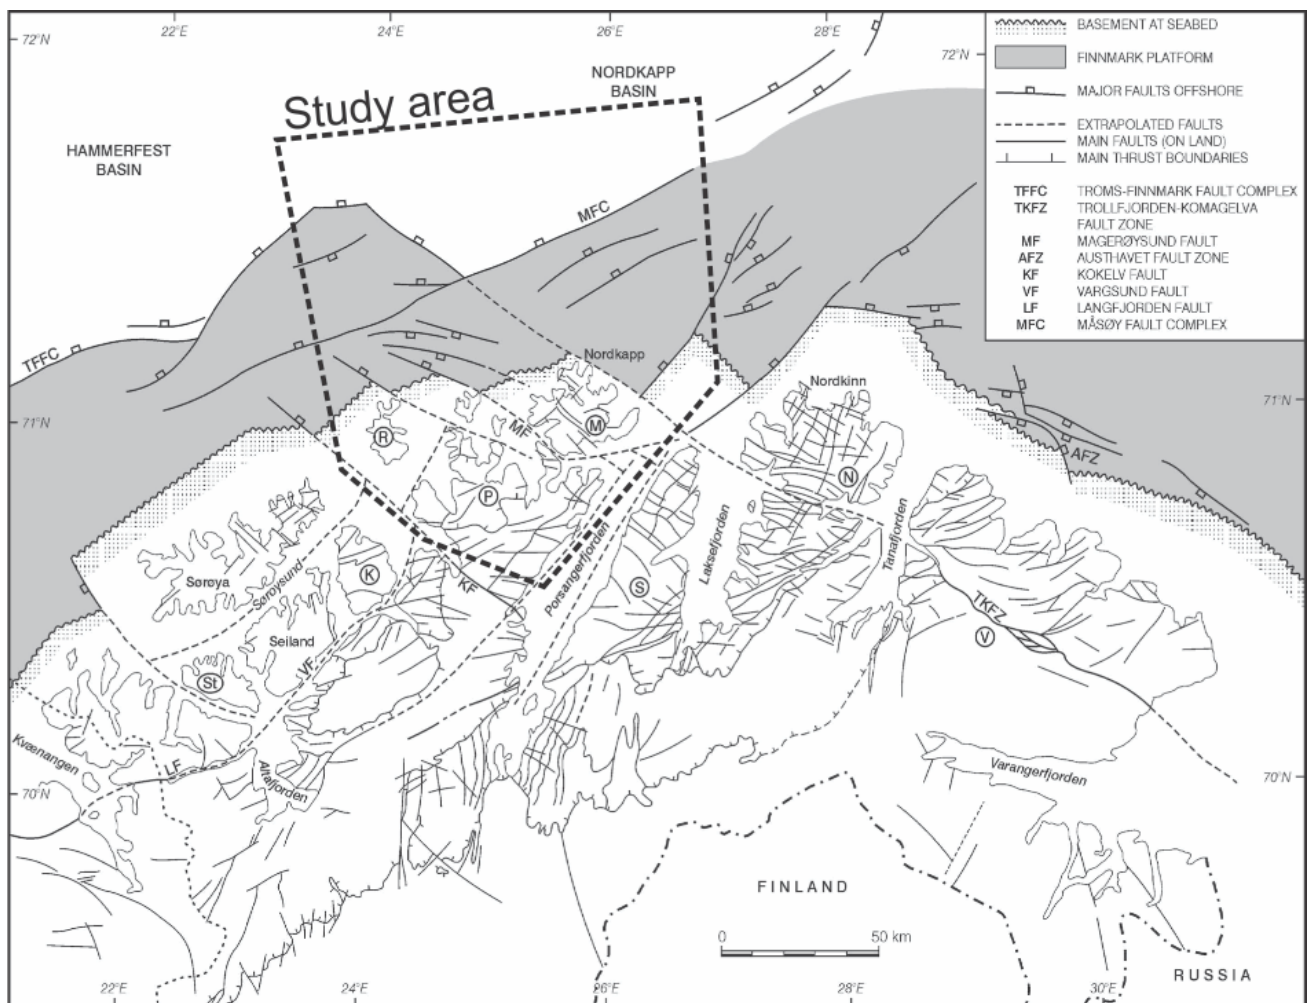 22°E
24°E
26°E
28°E
72°N
72°N
NORDKAPP
BASIN
Study area
HAMMERFEST
BASIN
MFC
TFFC
BASEMENT AT SEABED
FINNMARK PLATFORM
MAJOR FAULTS OFFSHORE
EXTRAPOLATED FAULTS
MAIN FAULTS (ON LAND)
MAIN THRUST BOUNDARIES
TFFC TROMS-FINNMARK FAULT COMPLEX
TKFZ TROLLFJORDEN-KOMAGELVA
FAULT ZONE
MF MAGERØYSUND FAULT
AFZ AUSTHAVET FAULT ZONE
KF KOKELV FAULT
VF VARGSUND FAULT
LF LANGFJORDEN FAULT
MFC MÅSØY FAULT COMPLEX
Nordkapp
Nordkinn
71°N
71°N
R
MF
M
AFZ
P
N
Sørøya
Sørøysund
K
KF
Porsangerfjorden
S
Laksefjorden
Tanafjorden
TKFZ
V
Seiland
VF
St
Kvænangen
LF
Altafjorden
Varangerfjorden
70°N
70°N
FINLAND
0 50 km
RUSSIA
22°E
24°E
26°E
28°E
30°E